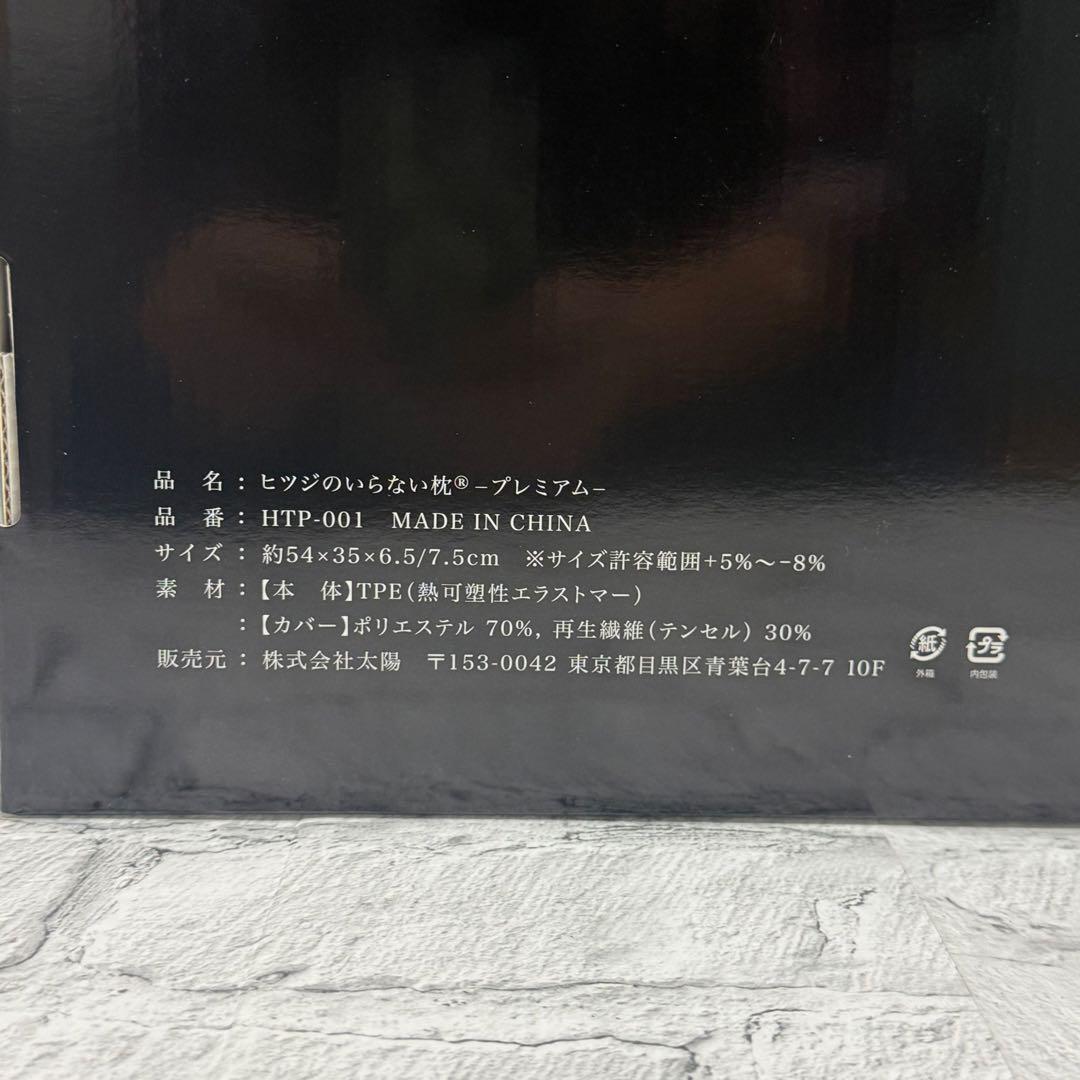 品　名：ヒツジのいらない枕®−プレミアム−
品　番：HTP-001　MADE IN CHINA
サイズ：約54×35×6.5/7.5cm　※サイズ許容範囲+5%〜−8%
素　材：【本　体】TPE（熱可塑性エラストマー）
：【カバー】ポリエステル 70%, 再生繊維（テンセル） 30%
販売元：株式会社太陽　〒153-0042 東京都目黒区青葉台4-7-7 10F
紙
外箱
プラ
内包装